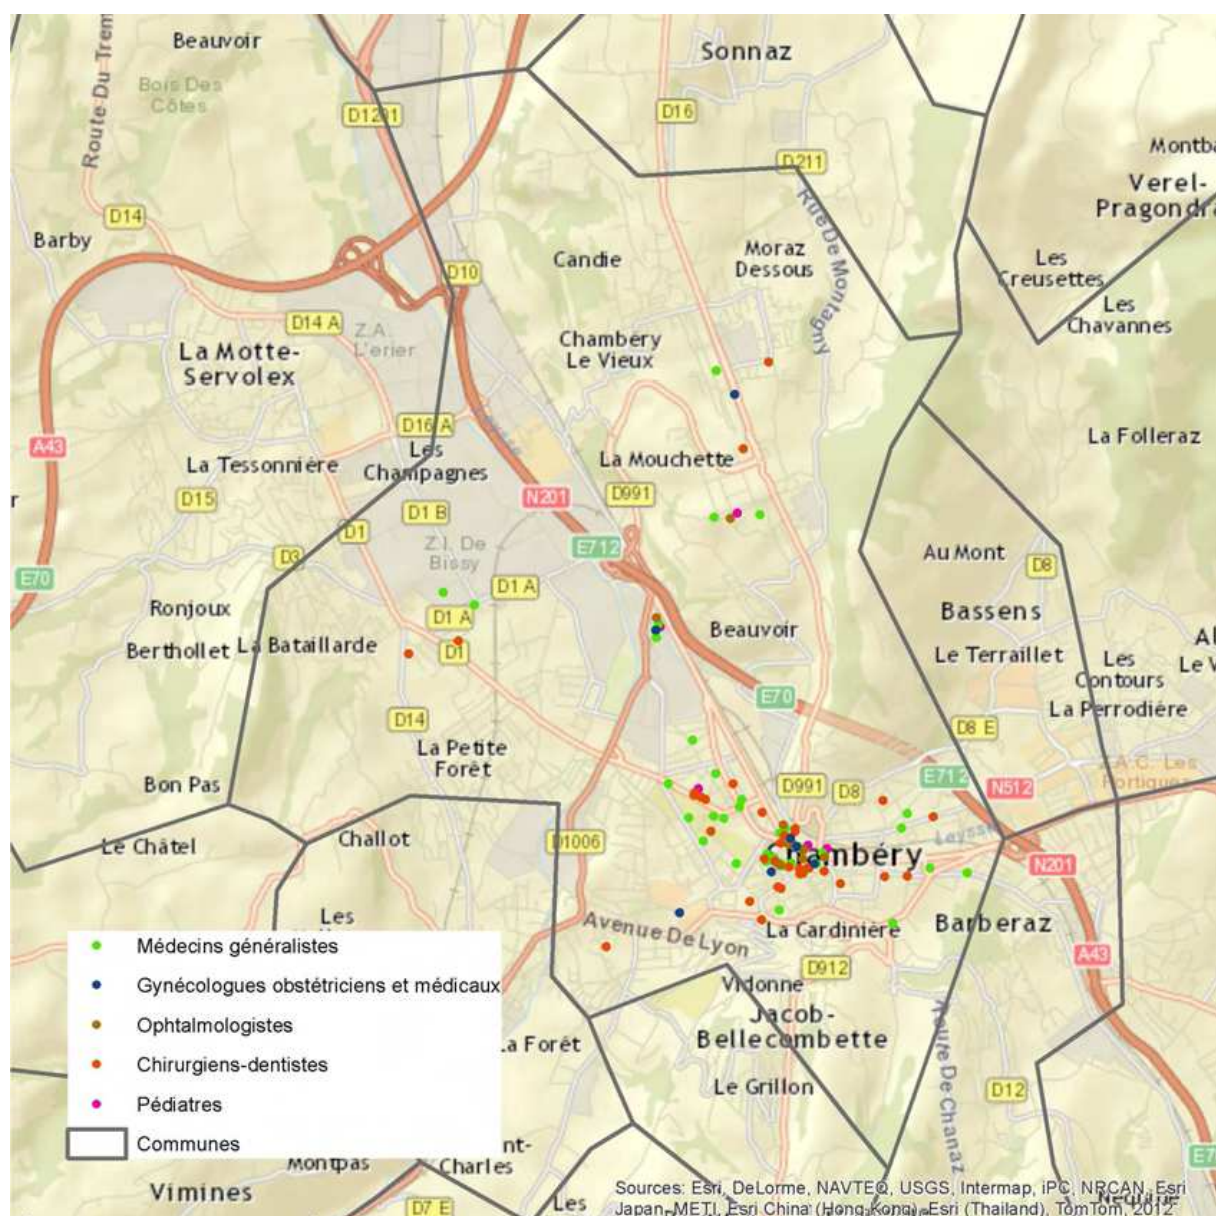 Beauvoir
Sonnaz
Bois Des
Côtes
Route Du Trem
D1201
D16
Montba
D211
Verel-
Pragondra
D14
Rue De Montagny
Barby
Candie
Moraz
Dessous
Les
Creusettes
D10
Les
Chavannes
D14 A
Z.A.
L'erier
Chambéry
Le Vieux
La Motte-
Servolex
D16 A
A43
Les
Champagnes
La Folleraz
La Tessonnière
La Mouchette
D15
N201
D991
D1 B
D1
Z.I. De
Bissy
E712
Au Mont
D3
D8
E70
D1 A
Ronjoux
D1 A
Bassens
Beauvoir
Berthollet
La Bataillarde
D1
Le Terraillet
Les
Contours
Le V
E70
La Perrodière
D14
D8 E
La Petite
Forêt
Z.A.C. Les
Portiques
E712
N512
Bon Pas
D991
D8
Le Châtel
Challot
D1006
Leysse
Chambéry
N201
Les
Avenue De Lyon
La Cardinière
Barberaz
A43
D912
Vidonne
Jacob-
Bellecombette
Médecins généralistes
Gynécologues obstétriciens et médicaux
Ophtalmologistes
Chirurgiens-dentistes
Pédiatres
Communes
La Forêt
Le Grillon
Route De Chanaz
D12
E7
nt-
Charles
Montpas
Vimines
D7 E
Les
Sources: Esri, DeLorme, NAVTEQ, USGS, Intermap, iPC, NRCAN, Esri
Japan, METI, Esri China (Hong Kong), Esri (Thailand), TomTom, 2012